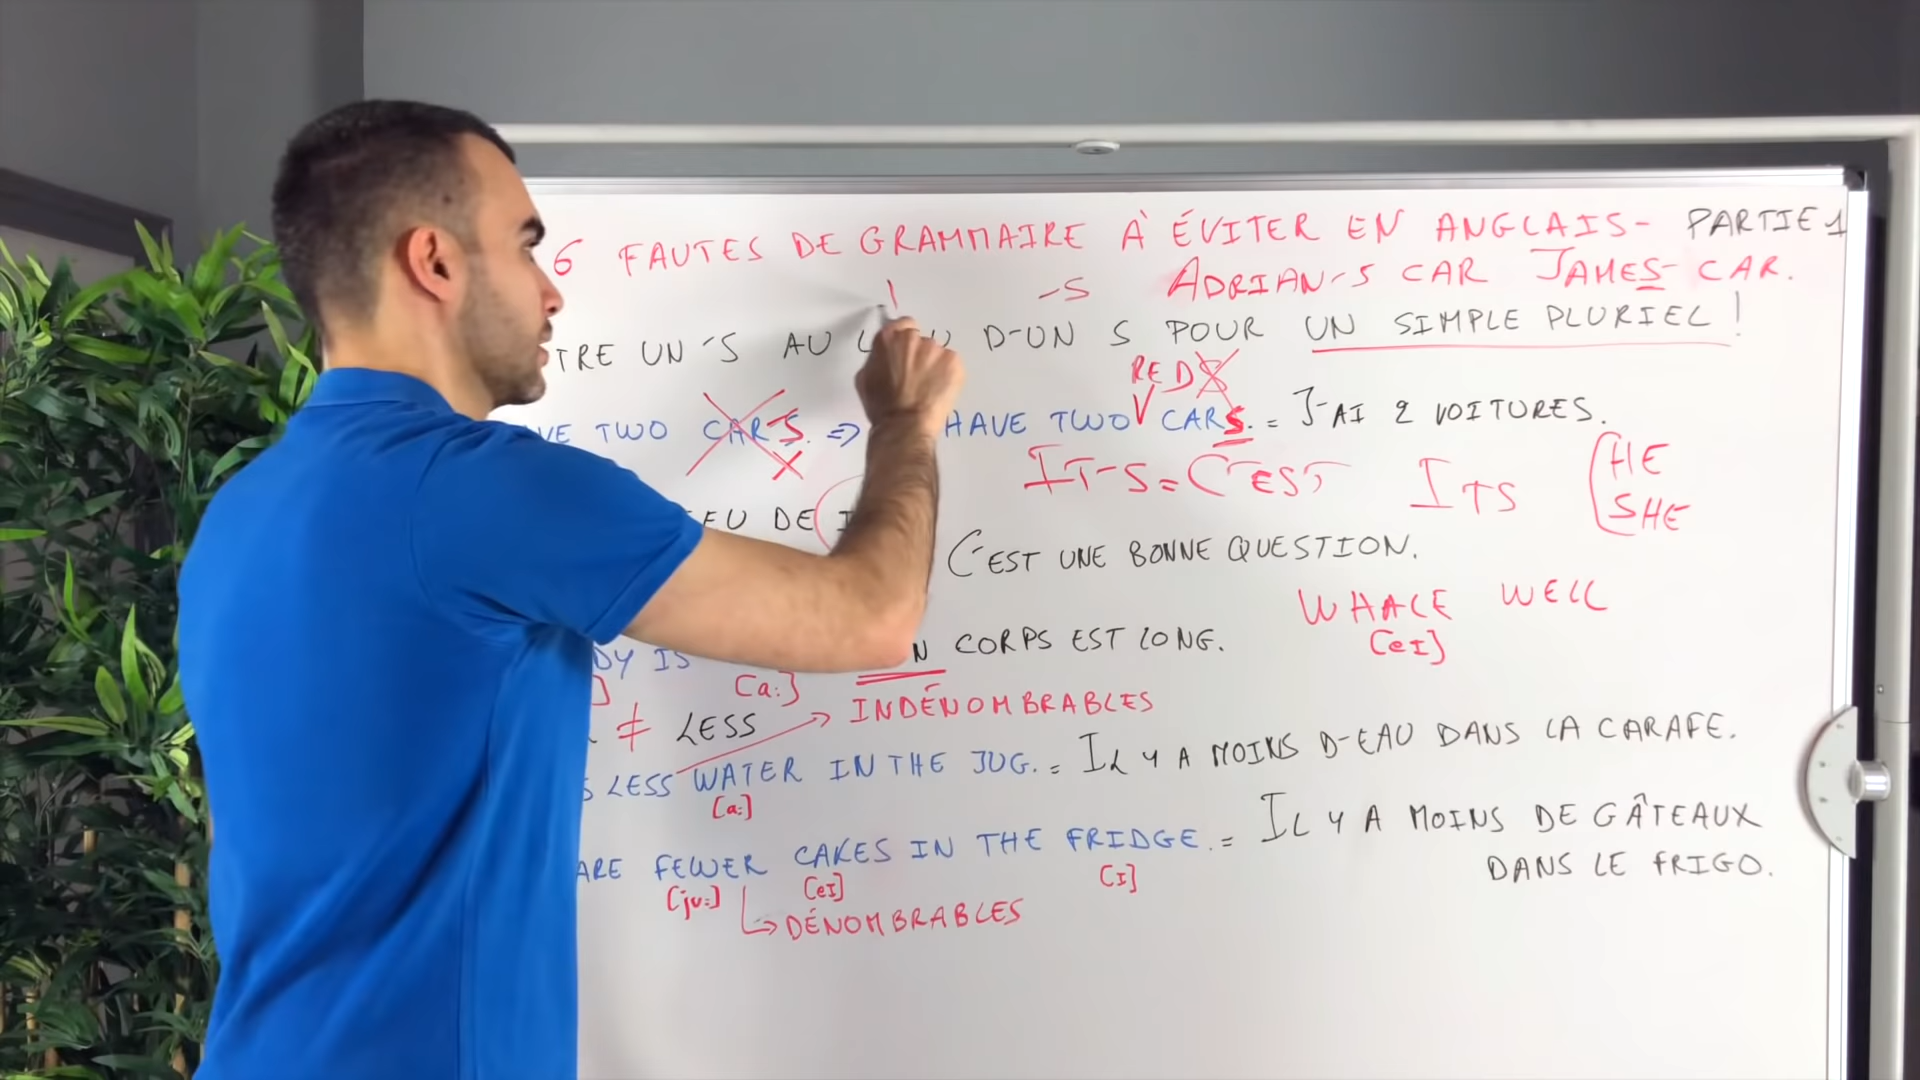 6 FAUTES DE GRAMMAIRE À ÉVITER EN ANGLAIS- PARTIE 1
-S ADRIAN-S CAR JAMES- CAR.
TRE UN 'S AU D-UN S POUR UN SIMPLE PLURIEL !
RED S
VE TWO CAR'S. => HAVE TWO V CARS. = J-AI 2 VOITURES.
X
IT-S = C-EST ITS (HE
SHE
EU DE
C-EST UNE BONNE QUESTION.
WHALE WELL
[eI]
DY IS N CORPS EST LONG.
] [a:]
≠ LESS → INDÉNOMBRABLES
S LESS WATER IN THE JUG. = IL Y A MOINS D-EAU DANS LA CARAFE.
[a:]
ARE FEWER CAKES IN THE FRIDGE. = IL Y A MOINS DE GÂTEAUX
DANS LE FRIGO.
[ju:] [eI] [I]
↳ DÉNOMBRABLES